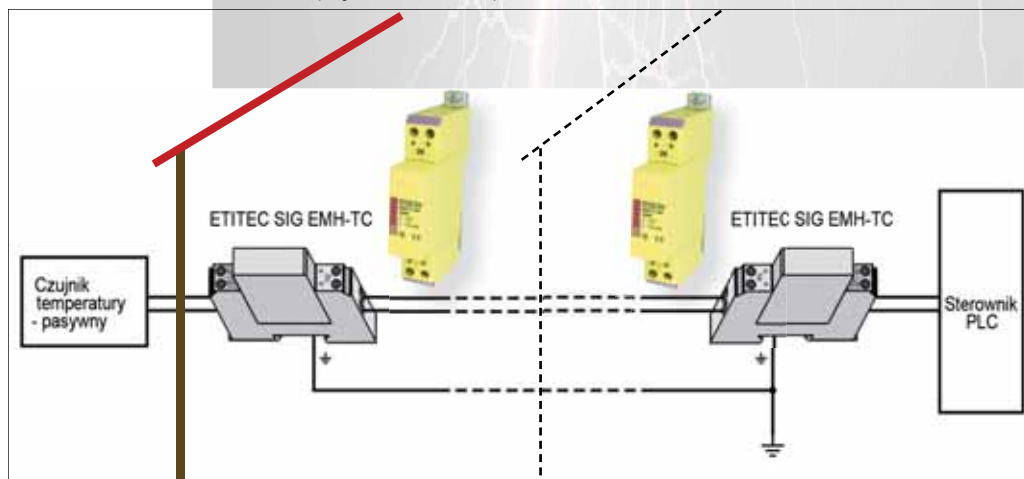 ETITEC SIG EMH-TC
ETITEC SIG EMH-TC
Czujnik
temperatury
- pasywny
Sterownik
PLC